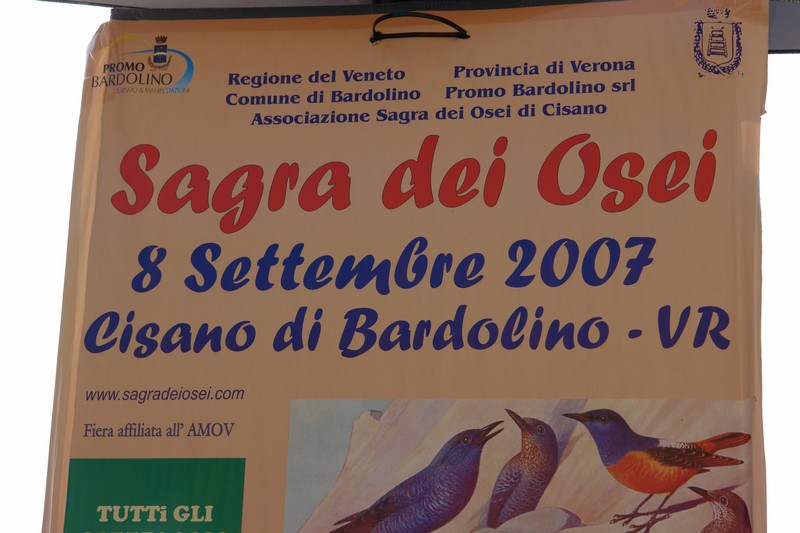 PROMO
BARDOLINO
TURISMO & MANIFESTAZIONI
Regione del Veneto Provincia di Verona
Comune di Bardolino Promo Bardolino srl
Associazione Sagra dei Osei di Cisano
Sagra dei Osei
8 Settembre 2007
Cisano di Bardolino - VR
www.sagradeiosei.com
Fiera affiliata all' AMOV
TUTTi GLI